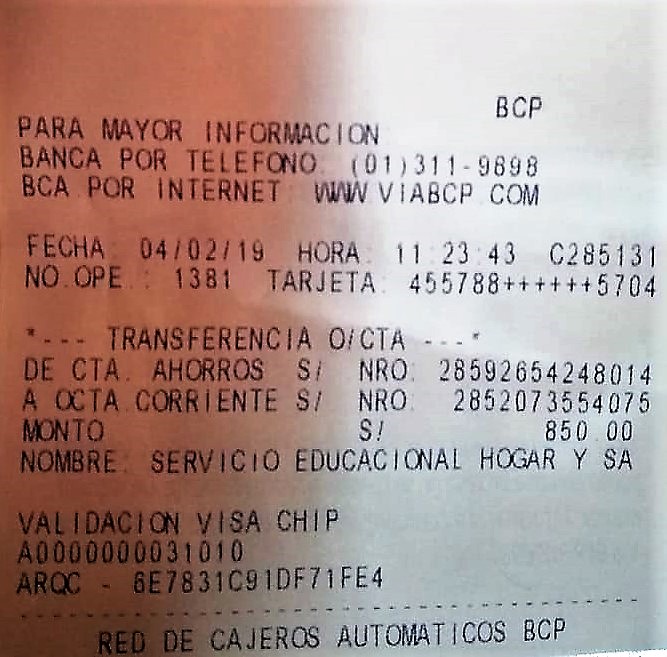 BCP
PARA MAYOR INFORMACION
BANCA POR TELEFONO: (01)311-9898
BCA POR INTERNET: WWW.VIABCP.COM
FECHA: 04/02/19 HORA: 11:23:43 C285131
NO.OPE.: 1381 TARJETA: 455788++++++5704
*--- TRANSFERENCIA O/CTA ---*
DE CTA. AHORROS S/ NRO: 28592654248014
A OCTA.CORRIENTE S/ NRO: 2852073554075
MONTO S/ 850.00
NOMBRE: SERVICIO EDUCACIONAL HOGAR Y SA
VALIDACION VISA CHIP
A0000000031010
ARQC - 6E7831C91DF71FE4
RED DE CAJEROS AUTOMATICOS BCP